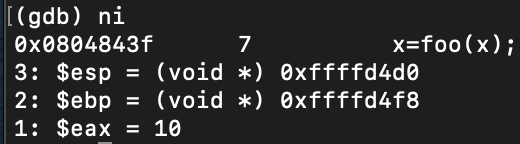 (gdb) ni
0x0804843f 7 x=foo(x);
3: $esp = (void *) 0xffffd4d0
2: $ebp = (void *) 0xffffd4f8
1: $eax = 10